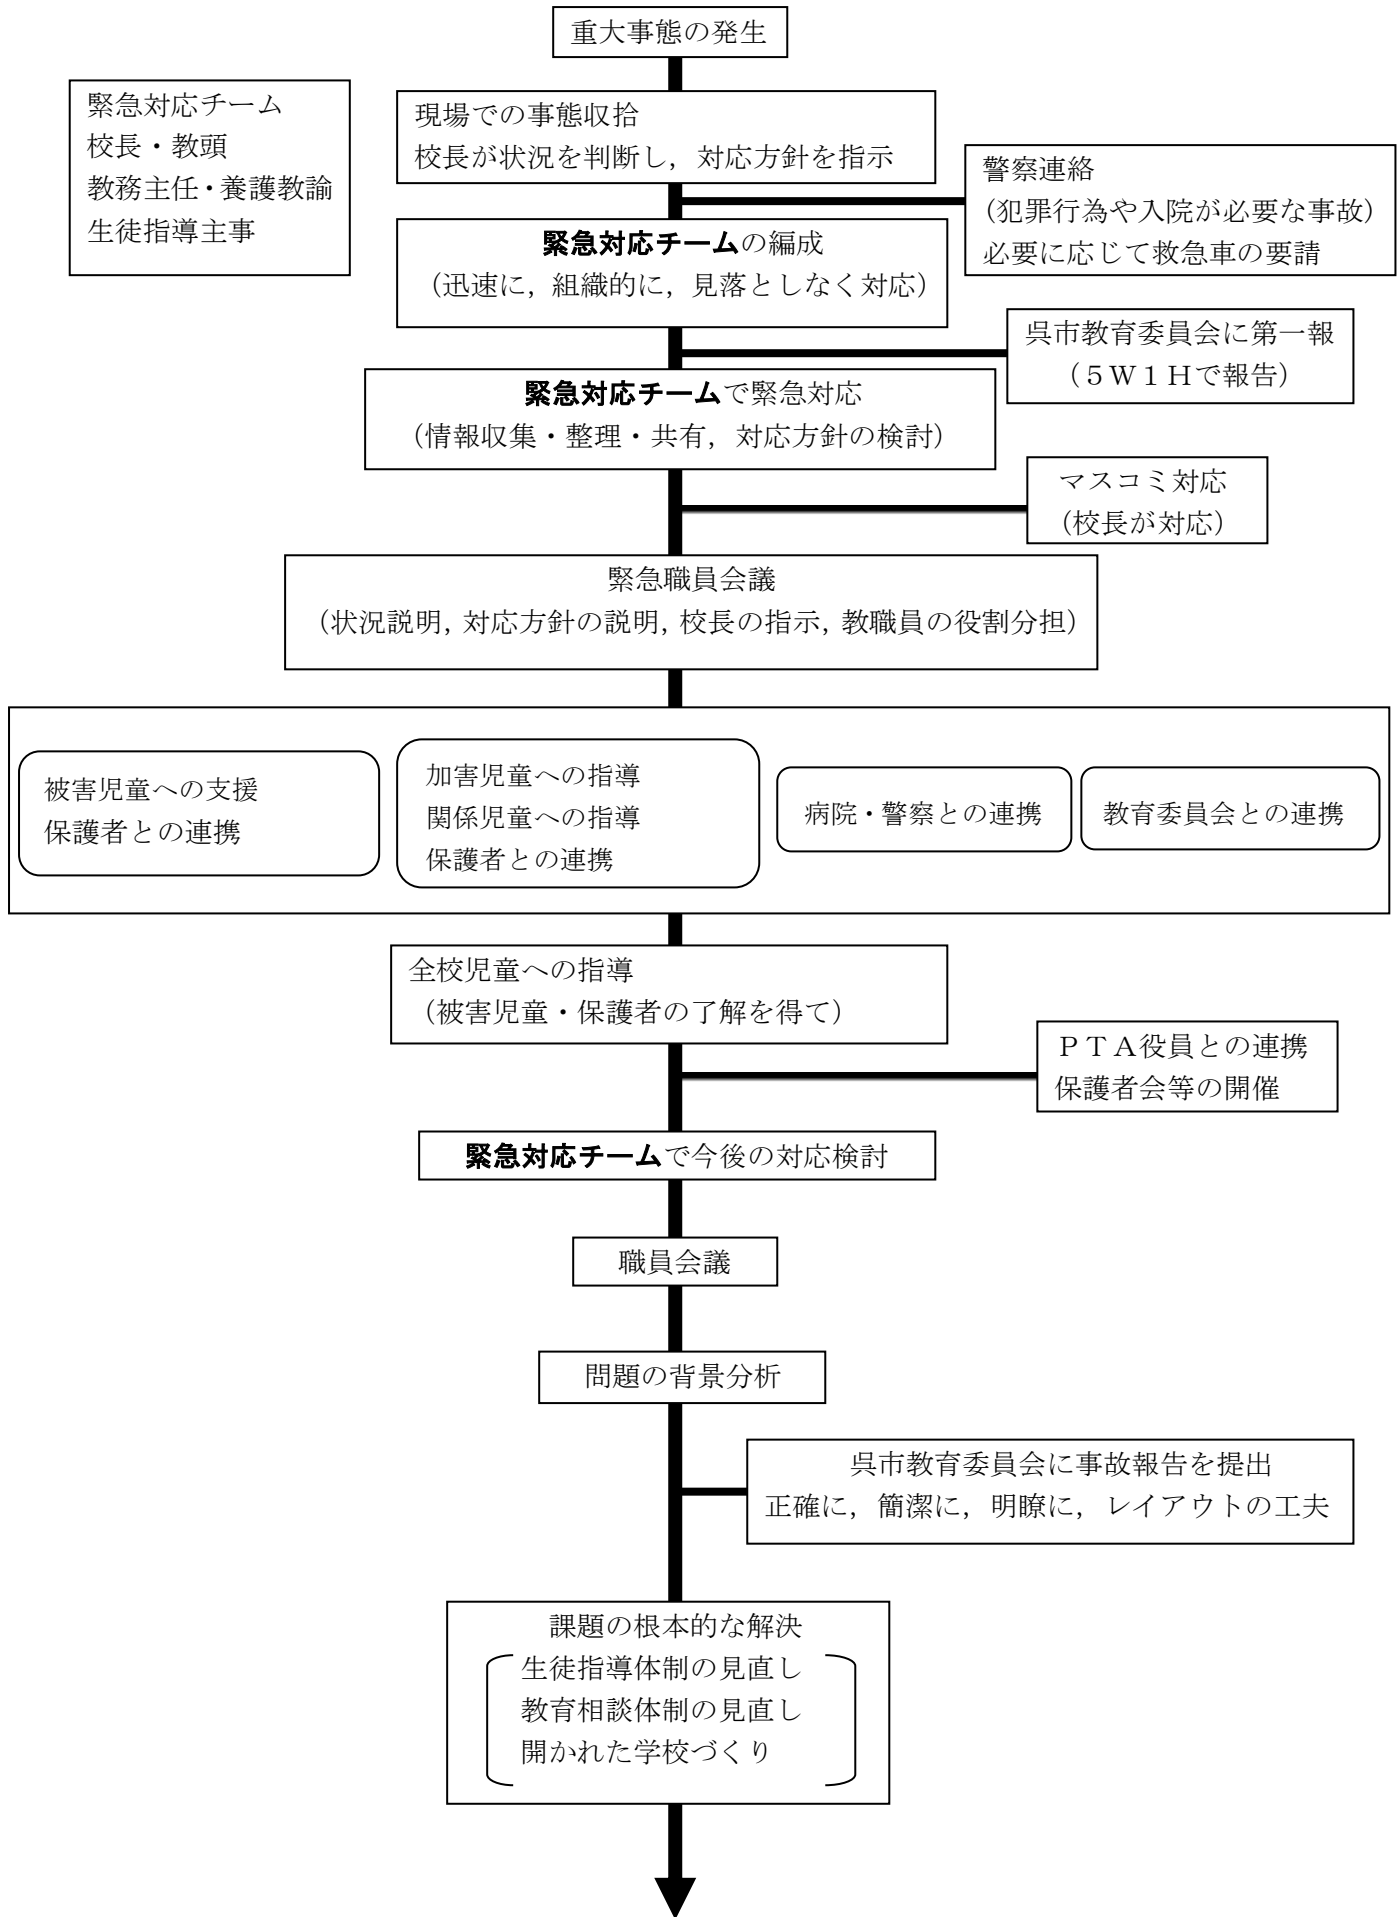 重大事態の発生
緊急対応チーム
校長・教頭
教務主任・養護教諭
生徒指導主事
現場での事態収拾
校長が状況を判断し，対応方針を指示
警察連絡
（犯罪行為や入院が必要な事故）
必要に応じて救急車の要請
緊急対応チームの編成
（迅速に，組織的に，見落としなく対応）
呉市教育委員会に第一報
（５Ｗ１Ｈで報告）
緊急対応チームで緊急対応
（情報収集・整理・共有，対応方針の検討）
マスコミ対応
（校長が対応）
緊急職員会議
（状況説明，対応方針の説明，校長の指示，教職員の役割分担）
被害児童への支援
保護者との連携
加害児童への指導
関係児童への指導
保護者との連携
病院・警察との連携
教育委員会との連携
全校児童への指導
（被害児童・保護者の了解を得て）
ＰＴＡ役員との連携
保護者会等の開催
緊急対応チームで今後の対応検討
職員会議
問題の背景分析
呉市教育委員会に事故報告を提出
正確に，簡潔に，明瞭に，レイアウトの工夫
課題の根本的な解決
生徒指導体制の見直し
教育相談体制の見直し
開かれた学校づくり